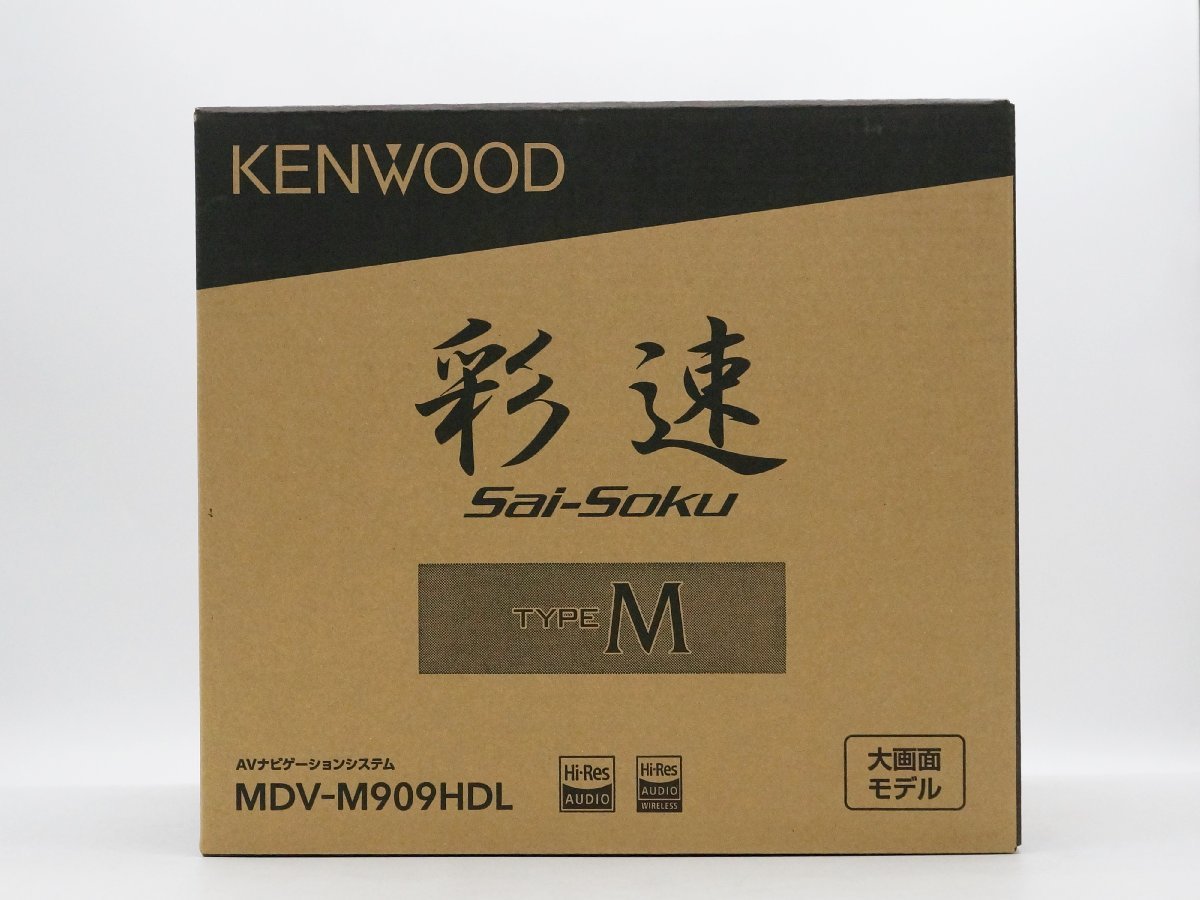 KENWOOD
彩速
Sai-Soku
TYPE M
AVナビゲーションシステム
MDV-M909HDL
Hi-Res
AUDIO
Hi-Res
AUDIO
WIRELESS
大画面
モデル